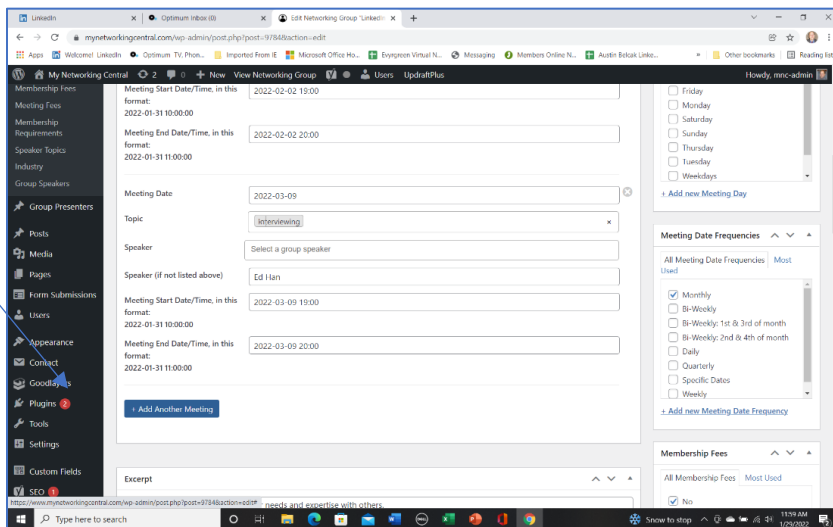 LinkedIn
Optimum Inbox (0)
Edit Networking Group "LinkedIn
mynetworkingcentral.com/wp-admin/post.php?post=9784&action=edit
Apps Welcome! LinkedIn Optimum TV, Phon... Imported From IE Microsoft Office Ho... Evyrgreen Virtual N... Messaging Members Online N... Austin Belcak Linke... » Other bookmarks Reading list
My Networking Central 2 0 + New View Networking Group Users UpdraftPlus Howdy, mnc-admin
Membership Fees
Meeting Fees
Membership
Requirements
Speaker Topics
Industry
Group Speakers
Group Presenters
Posts
Media
Pages
Form Submissions
Users
Appearance
Contact
Goodlayers
Plugins 2
Tools
Settings
Custom Fields
SEO 1
Meeting Start Date/Time, in this
format:
2022-01-31 10:00:00
2022-02-02 19:00
Meeting End Date/Time, in this
format:
2022-01-31 11:00:00
2022-02-02 20:00
Meeting Date
2022-03-09
Topic
Interviewing ×
Speaker
Select a group speaker
Speaker (if not listed above)
Ed Han
Meeting Start Date/Time, in this
format:
2022-01-31 10:00:00
2022-03-09 19:00
Meeting End Date/Time, in this
format:
2022-01-31 11:00:00
2022-03-09 20:00
+ Add Another Meeting
Excerpt
needs and expertise with others.
Friday
Monday
Saturday
Sunday
Thursday
Tuesday
Weekdays
+ Add new Meeting Day
Meeting Date Frequencies
All Meeting Date Frequencies Most
Used
Monthly
Bi-Weekly
Bi-Weekly: 1st & 3rd of month
Bi-Weekly: 2nd & 4th of month
Daily
Quarterly
Specific Dates
Weekly
+ Add new Meeting Date Frequency
Membership Fees
All Membership Fees Most Used
No
https://www.mynetworkingcentral.com/wp-admin/post.php?post=9784&action=edit#
Type here to search
Snow to stop
11:59 AM
1/29/2022